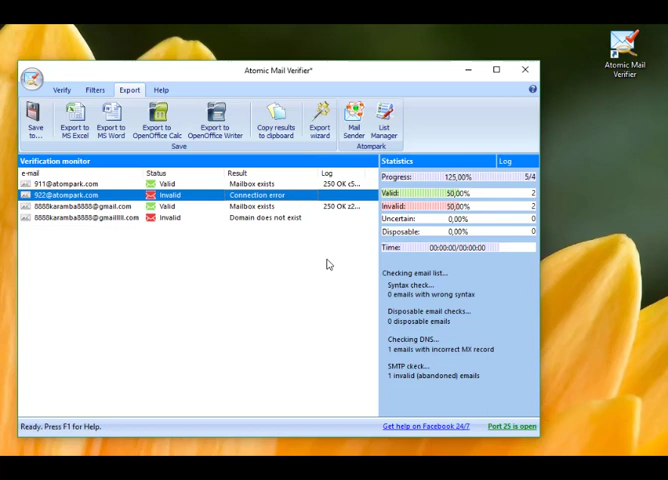 Atomic Mail Verifier*
Verify Filters Export Help
Save to...
Export to MS Excel
Export to MS Word
Export to OpenOffice Calc
Export to OpenOffice Writer
Copy results to clipboard
Export wizard
Mail Sender
List Manager
Save
Atompark
Verification monitor
e-mail Status Result Log
911@atompark.com Valid Mailbox exists 250 OK c5...
922@atompark.com Invalid Connection error
8888karamba8888@gmail.com Valid Mailbox exists 250 OK z2...
8888karamba8888@gmailllll.com Invalid Domain does not exist
Statistics Log
Progress: 125,00% 5/4
Valid: 50,00% 2
Invalid: 50,00% 2
Uncertain: 0,00% 0
Disposable: 0,00% 0
Time: 00:00:00/00:00:00
Checking email list...
Syntax check...
0 emails with wrong syntax
Disposable email checks...
0 disposable emails
Checking DNS...
1 emails with incorrect MX record
SMTP check...
1 invalid (abandoned) emails
Ready. Press F1 for Help.
Get help on Facebook 24/7
Port 25 is open
Atomic Mail
Verifier